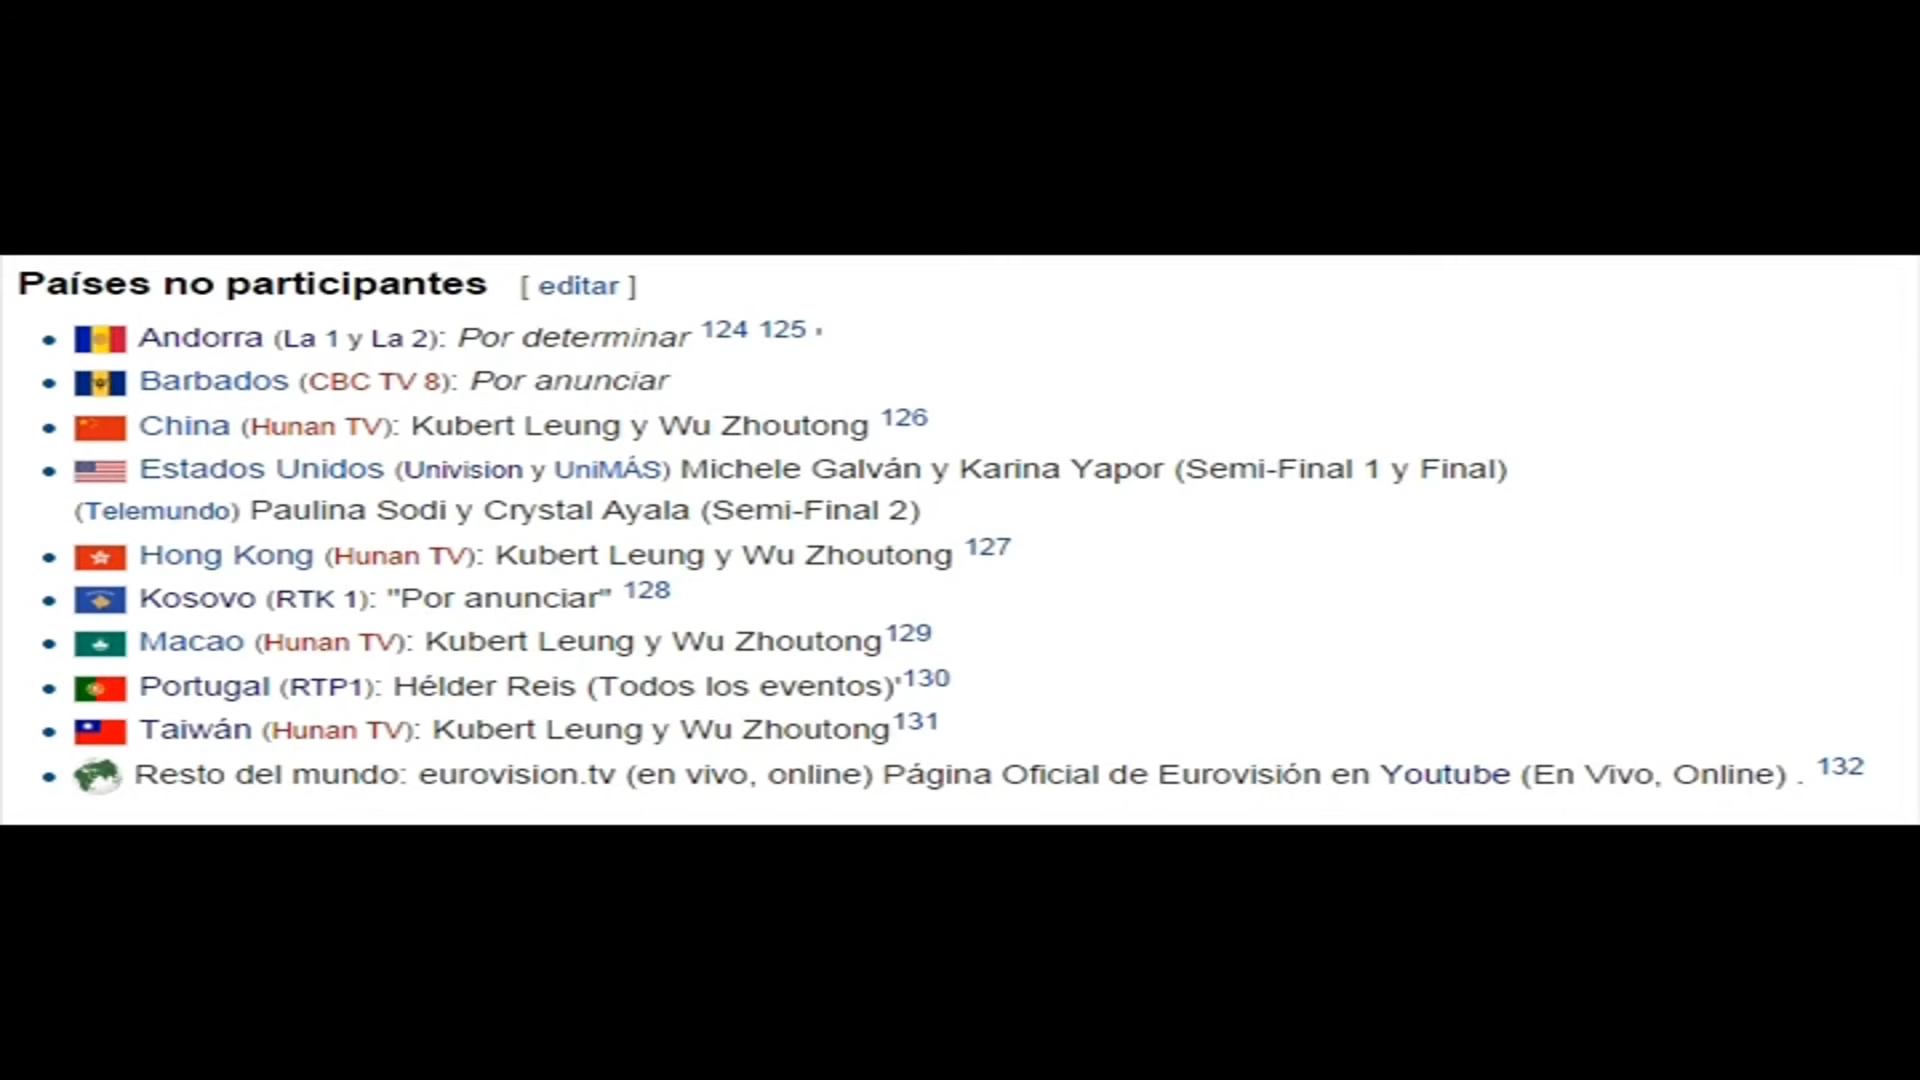 Países no participantes [ editar ]
Andorra (La 1 y La 2): Por determinar 124 125 ,
Barbados (CBC TV 8): Por anunciar
China (Hunan TV): Kubert Leung y Wu Zhoutong 126
Estados Unidos (Univision y UniMÁS) Michele Galván y Karina Yapor (Semi-Final 1 y Final)
(Telemundo) Paulina Sodi y Crystal Ayala (Semi-Final 2)
Hong Kong (Hunan TV): Kubert Leung y Wu Zhoutong 127
Kosovo (RTK 1): "Por anunciar" 128
Macao (Hunan TV): Kubert Leung y Wu Zhoutong129
Portugal (RTP1): Hélder Reis (Todos los eventos)'130
Taiwán (Hunan TV): Kubert Leung y Wu Zhoutong131
Resto del mundo: eurovision.tv (en vivo, online) Página Oficial de Eurovisión en Youtube (En Vivo, Online) . 132